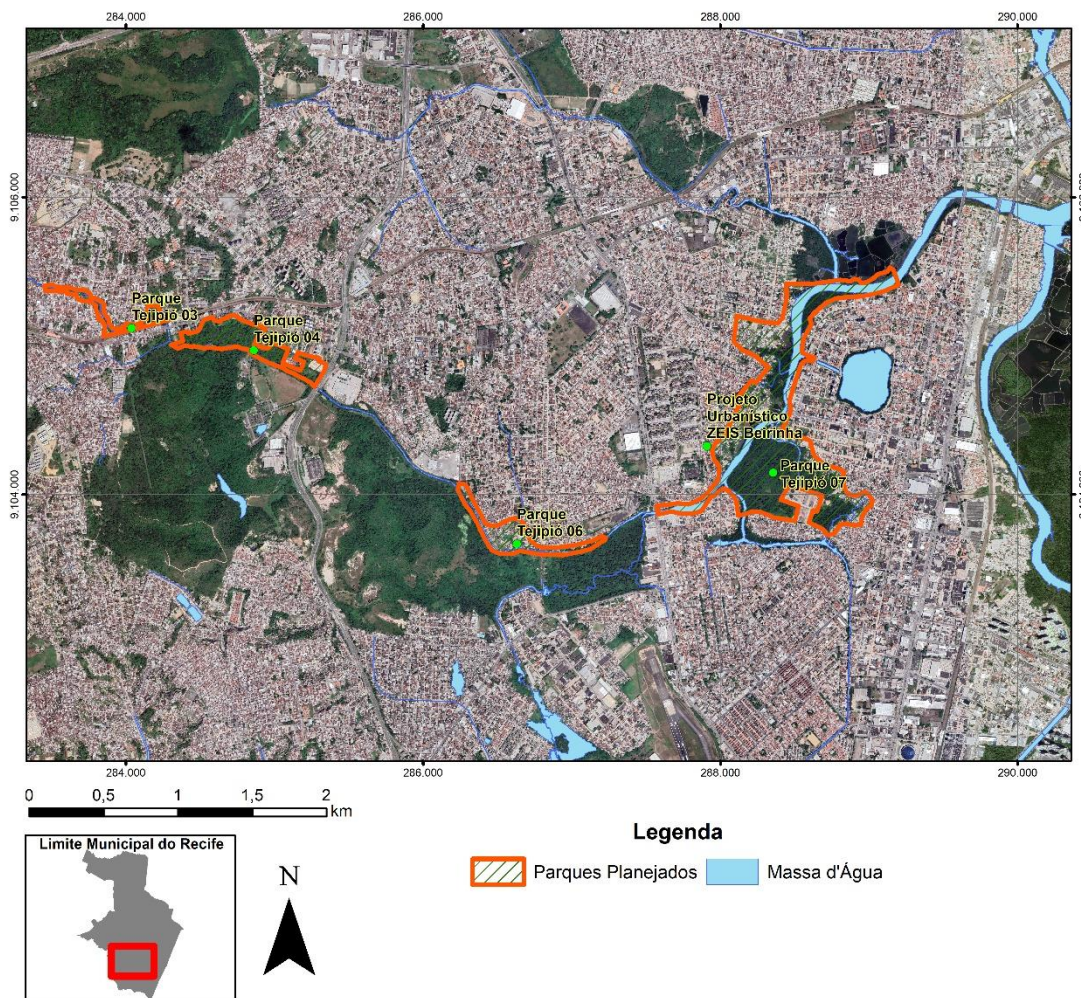 284.000 286.000 288.000 290.000
9.106.000
Parque
Tejipió 03
Parque
Tejipió 04
Projeto
Urbanístico
ZEIS Beirinha
Parque
Tejipió 07
9.104.000
Parque
Tejipió 06
284.000 286.000 288.000 290.000
0 0,5 1 1,5 2
km
Limite Municipal do Recife
N
Legenda
Parques Planejados Massa d'Água